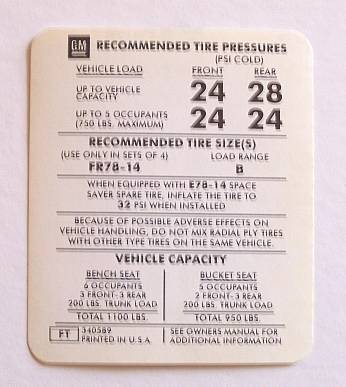 GM RECOMMENDED TIRE PRESSURES
(PSI COLD)
VEHICLE LOAD FRONT REAR
UP TO VEHICLE CAPACITY 24 28
UP TO 5 OCCUPANTS (750 LBS. MAXIMUM) 24 24
RECOMMENDED TIRE SIZE(S)
(USE ONLY IN SETS OF 4) LOAD RANGE
FR78-14 B
WHEN EQUIPPED WITH E78-14 SPACE
SAVER SPARE TIRE, INFLATE THE TIRE TO
32 PSI WHEN INSTALLED
BECAUSE OF POSSIBLE ADVERSE EFFECTS ON
VEHICLE HANDLING, DO NOT MIX RADIAL PLY TIRES
WITH OTHER TYPE TIRES ON THE SAME VEHICLE.
VEHICLE CAPACITY
BENCH SEAT
6 OCCUPANTS
3 FRONT-3 REAR
200 LBS. TRUNK LOAD
TOTAL 1100 LBS.
BUCKET SEAT
5 OCCUPANTS
2 FRONT-3 REAR
200 LBS. TRUNK LOAD
TOTAL 950 LBS.
FT 340589
PRINTED IN U.S.A.
SEE OWNERS MANUAL FOR
ADDITIONAL INFORMATION